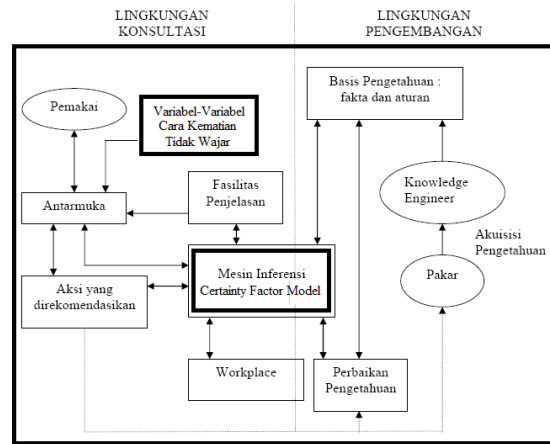 LINGKUNGAN
KONSULTASI
LINGKUNGAN
PENGEMBANGAN
Pemakai
Variabel-Variabel
Cara Kematian
Tidak Wajar
Basis Pengetahuan :
fakta dan aturan
Fasilitas
Penjelasan
Knowledge
Engineer
Antarmuka
Akuisisi
Pengetahuan
Mesin Inferensi
Certainty Factor Model
Pakar
Aksi yang
direkomendasikan
Workplace
Perbaikan
Pengetahuan